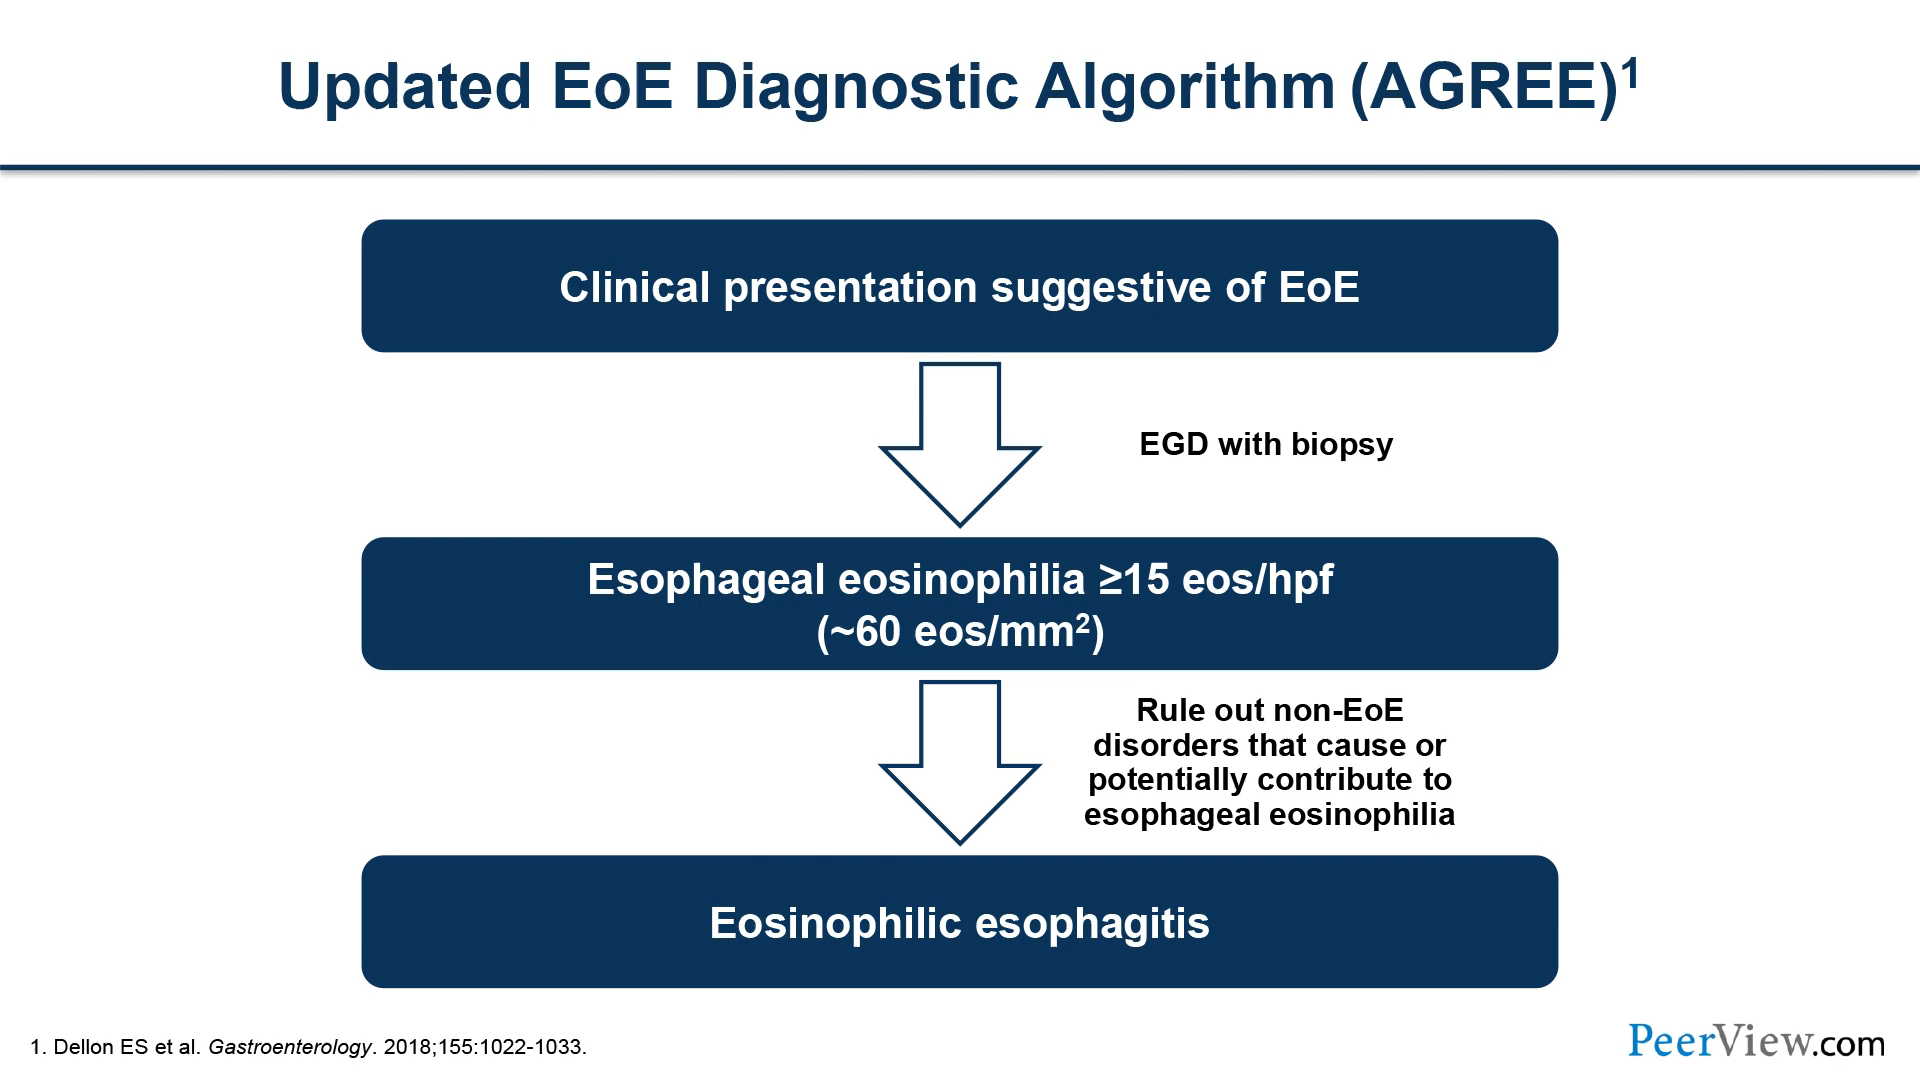 Updated EoE Diagnostic Algorithm (AGREE)¹
Clinical presentation suggestive of EoE
EGD with biopsy
Esophageal eosinophilia ≥15 eos/hpf
(~60 eos/mm²)
Rule out non-EoE
disorders that cause or
potentially contribute to
esophageal eosinophilia
Eosinophilic esophagitis
1. Dellon ES et al. Gastroenterology. 2018;155:1022-1033.
PeerView.com